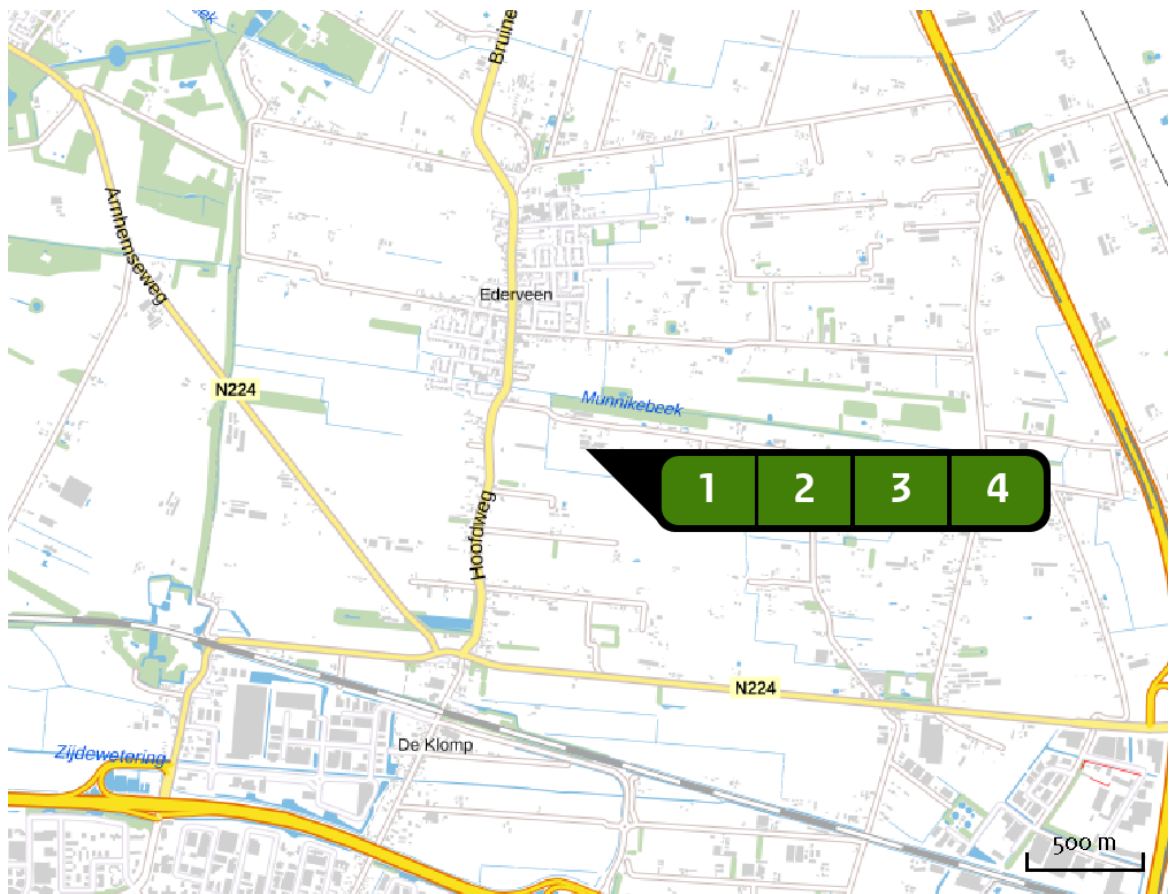 Bruine
Arnhemseweg
Ederveen
N224
Munnikebeek
1 2 3 4
Hoofdweg
N224
De Klomp
Zijdewetering
500 m